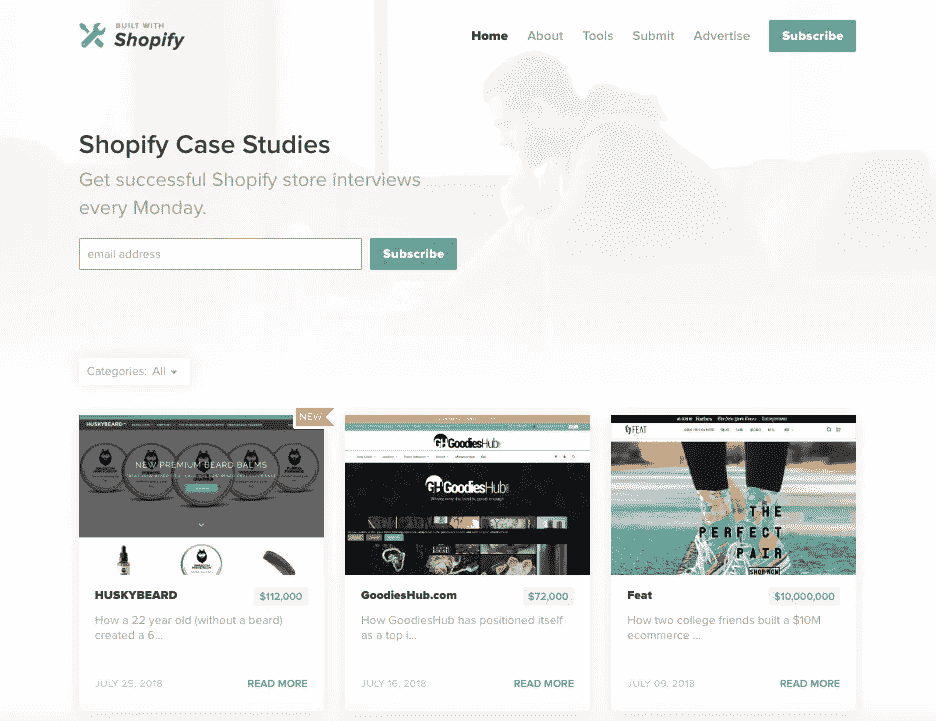 BUILT WITH
Shopify
Home About Tools Submit Advertise Subscribe
Shopify Case Studies
Get successful Shopify store interviews
every Monday.
email address
Subscribe
Categories: All
NEW
HUSKYBEARD
NEW PREMIUM BEARD BALMS
GoodiesHub
GH GoodiesHub
FEAT
THE
PERFECT
PAIR
SHOP NOW
HUSKYBEARD
$112,000
How a 22 year old (without a beard)
created a 6...
JULY 25, 2018
READ MORE
GoodiesHub.com
$72,000
How GoodiesHub has positioned itself
as a top i...
JULY 16, 2018
READ MORE
Feat
$10,000,000
How two college friends built a $10M
ecommerce ...
JULY 09, 2018
READ MORE